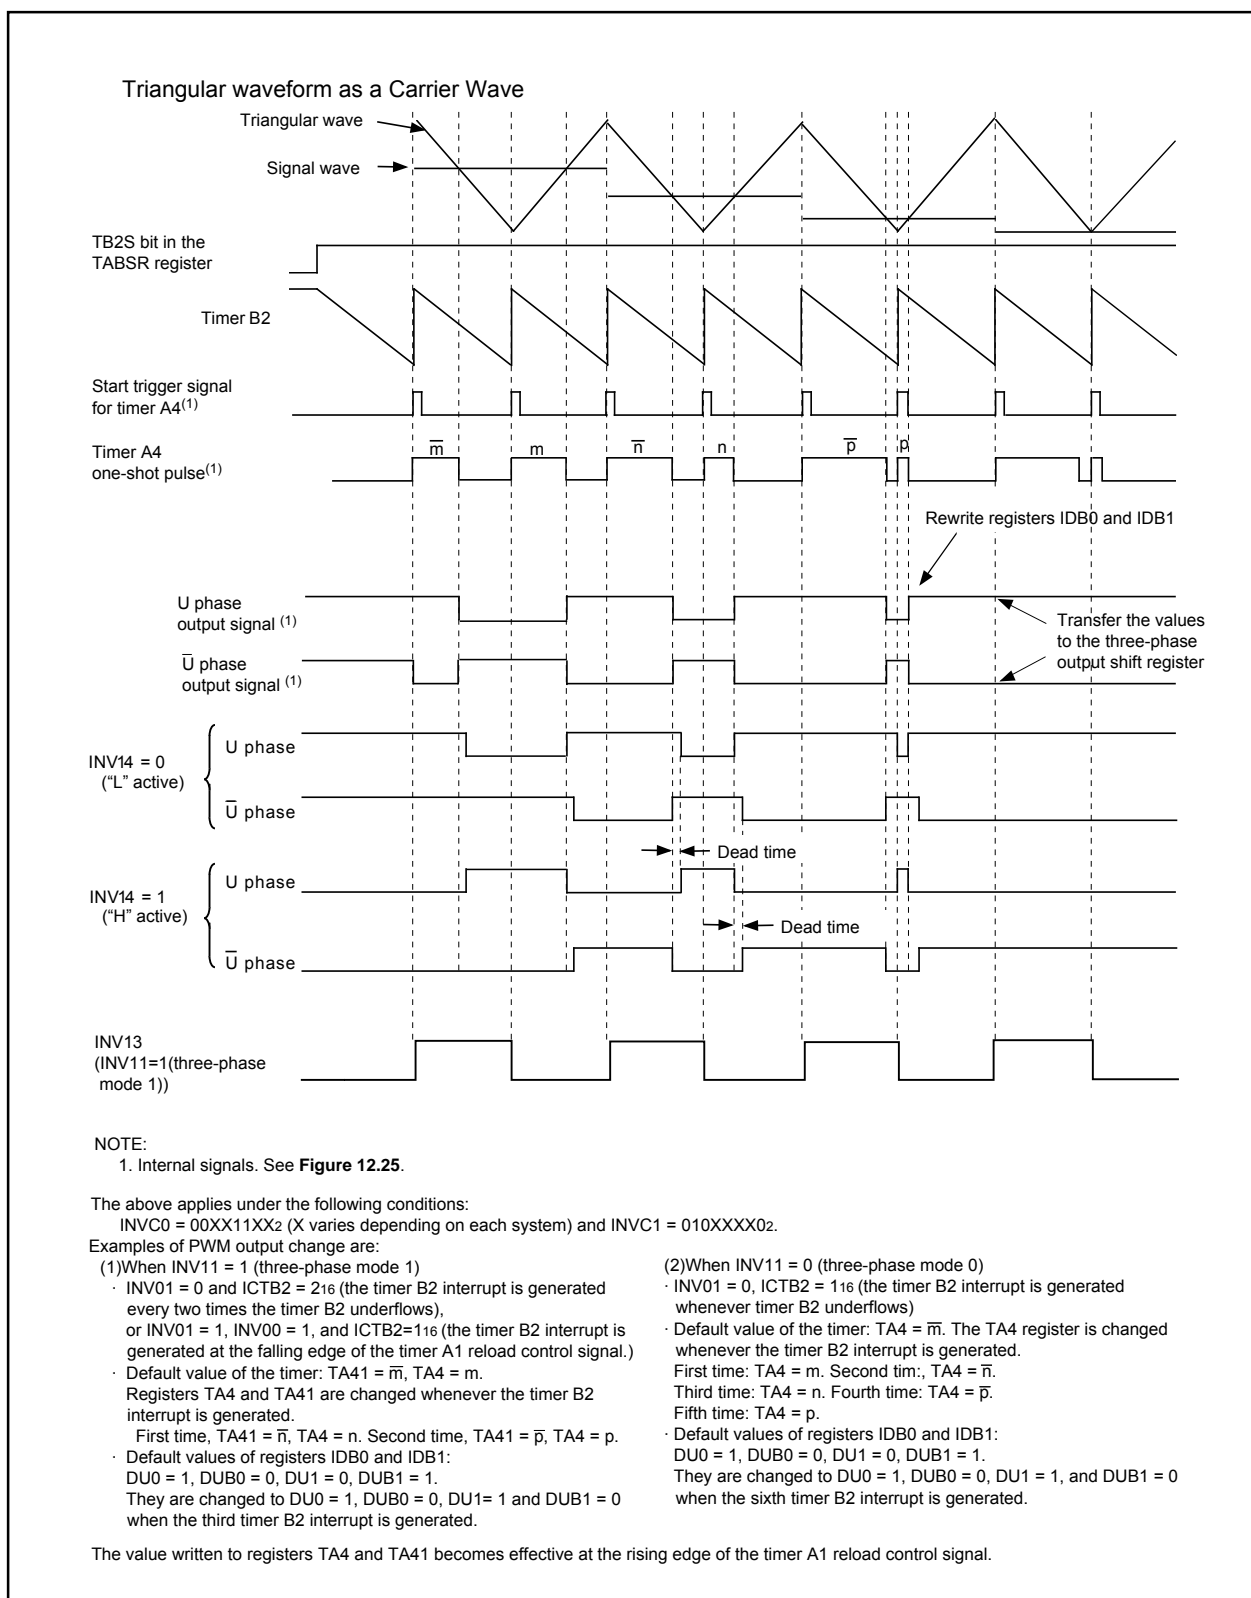 Triangular waveform as a Carrier Wave
Triangular wave
Signal wave
TB2S bit in the
TABSR register
Timer B2
Start trigger signal
for timer A4(1)
Timer A4
one-shot pulse(1)
m̅
m
n̅
n
p̅
p
Rewrite registers IDB0 and IDB1
U phase
output signal (1)
Transfer the values
to the three-phase
output shift register
U̅ phase
output signal (1)
INV14 = 0
("L" active)
U phase
U̅ phase
Dead time
INV14 = 1
("H" active)
U phase
Dead time
U̅ phase
INV13
(INV11=1(three-phase
mode 1))
NOTE:
1. Internal signals. See Figure 12.25.
The above applies under the following conditions:
INVC0 = 00XX11XX2 (X varies depending on each system) and INVC1 = 010XXXX02.
Examples of PWM output change are:
(1)When INV11 = 1 (three-phase mode 1)
· INV01 = 0 and ICTB2 = 216 (the timer B2 interrupt is generated
every two times the timer B2 underflows),
or INV01 = 1, INV00 = 1, and ICTB2=116 (the timer B2 interrupt is
generated at the falling edge of the timer A1 reload control signal.)
· Default value of the timer: TA41 = m̅, TA4 = m.
Registers TA4 and TA41 are changed whenever the timer B2
interrupt is generated.
First time, TA41 = n̅, TA4 = n. Second time, TA41 = p̅, TA4 = p.
· Default values of registers IDB0 and IDB1:
DU0 = 1, DUB0 = 0, DU1 = 0, DUB1 = 1.
They are changed to DU0 = 1, DUB0 = 0, DU1= 1 and DUB1 = 0
when the third timer B2 interrupt is generated.
(2)When INV11 = 0 (three-phase mode 0)
· INV01 = 0, ICTB2 = 116 (the timer B2 interrupt is generated
whenever timer B2 underflows)
· Default value of the timer: TA4 = m̅. The TA4 register is changed
whenever the timer B2 interrupt is generated.
First time: TA4 = m. Second tim:, TA4 = n̅.
Third time: TA4 = n. Fourth time: TA4 = p̅.
Fifth time: TA4 = p.
· Default values of registers IDB0 and IDB1:
DU0 = 1, DUB0 = 0, DU1 = 0, DUB1 = 1.
They are changed to DU0 = 1, DUB0 = 0, DU1 = 1, and DUB1 = 0
when the sixth timer B2 interrupt is generated.
The value written to registers TA4 and TA41 becomes effective at the rising edge of the timer A1 reload control signal.